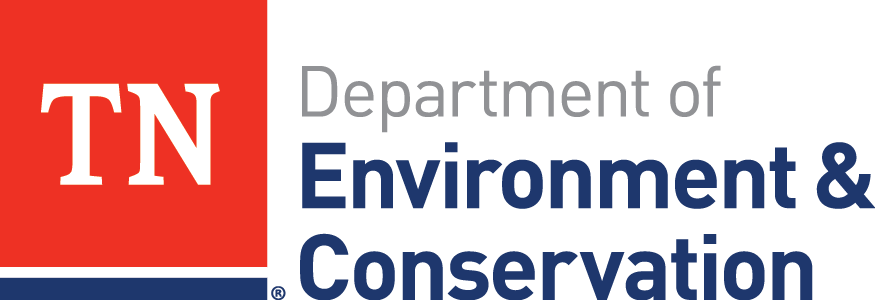 TN
Department of
Environment &
Conservation
®